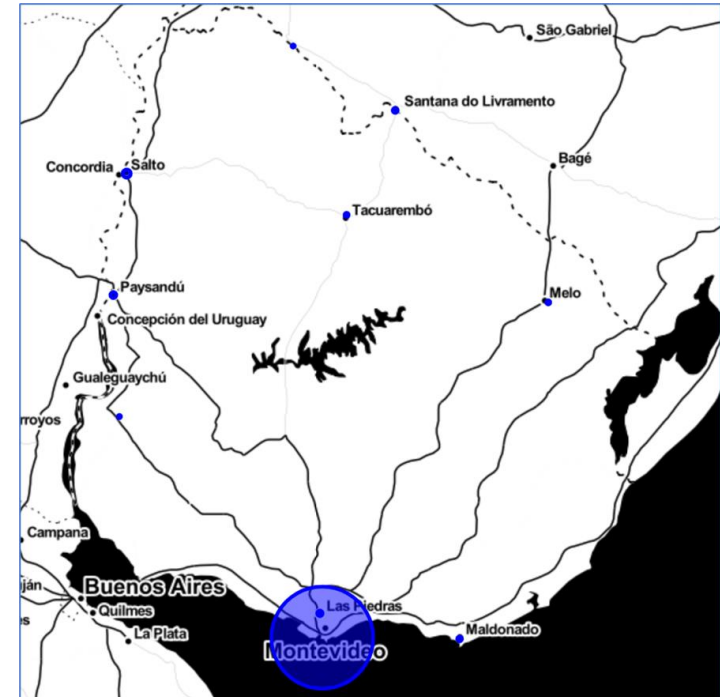 São Gabriel
Santana do Livramento
Bagé
Concordia
Salto
Tacuarembó
Paysandú
Melo
Concepción del Uruguay
Gualeguaychú
rroyos
Campana
ján
Buenos Aires
Quilmes
es
La Plata
Las Piedras
Maldonado
Montevideo